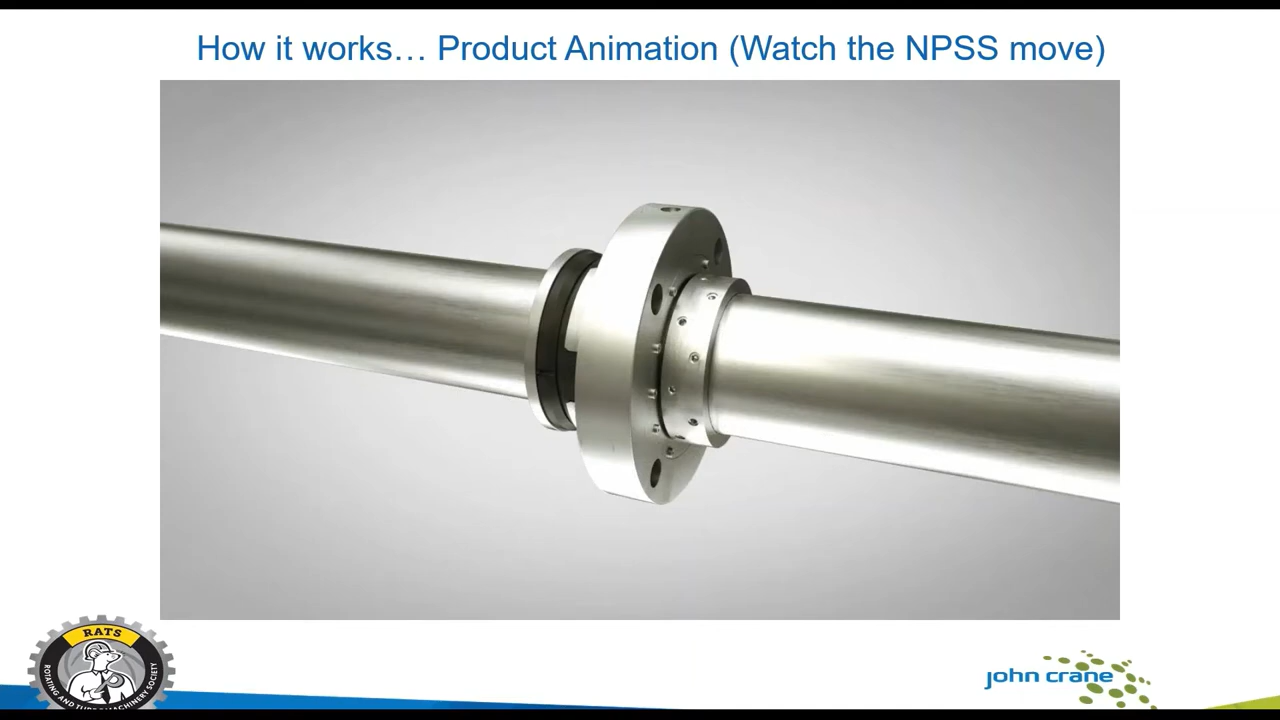 How it works… Product Animation (Watch the NPSS move)
RATS
ROTATING AND TURBOMACHINERY SOCIETY
john crane